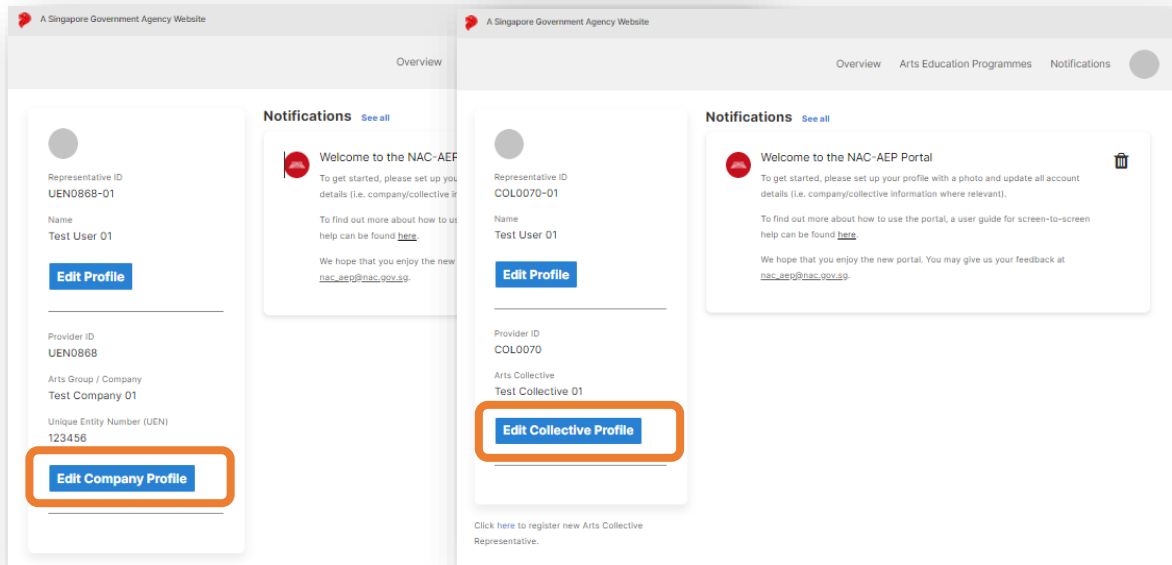 A Singapore Government Agency Website
Overview
Representative ID
UEN0868-01
Name
Test User 01
Edit Profile
Provider ID
UEN0868
Arts Group / Company
Test Company 01
Unique Entity Number (UEN)
123456
Edit Company Profile
Notifications See all
Welcome to the NAC-AEP
To get started, please set up you
details (i.e. company/collective in
To find out more about how to us
help can be found here.
We hope that you enjoy the new
nac_aep@nac.gov.sg.
A Singapore Government Agency Website
Overview Arts Education Programmes Notifications
Representative ID
COL0070-01
Name
Test User 01
Edit Profile
Provider ID
COL0070
Arts Collective
Test Collective 01
Edit Collective Profile
Click here to register new Arts Collective
Representative.
Notifications See all
Welcome to the NAC-AEP Portal
To get started, please set up your profile with a photo and update all account
details (i.e. company/collective information where relevant).
To find out more about how to use the portal, a user guide for screen-to-screen
help can be found here.
We hope that you enjoy the new portal. You may give us your feedback at
nac_aep@nac.gov.sg.